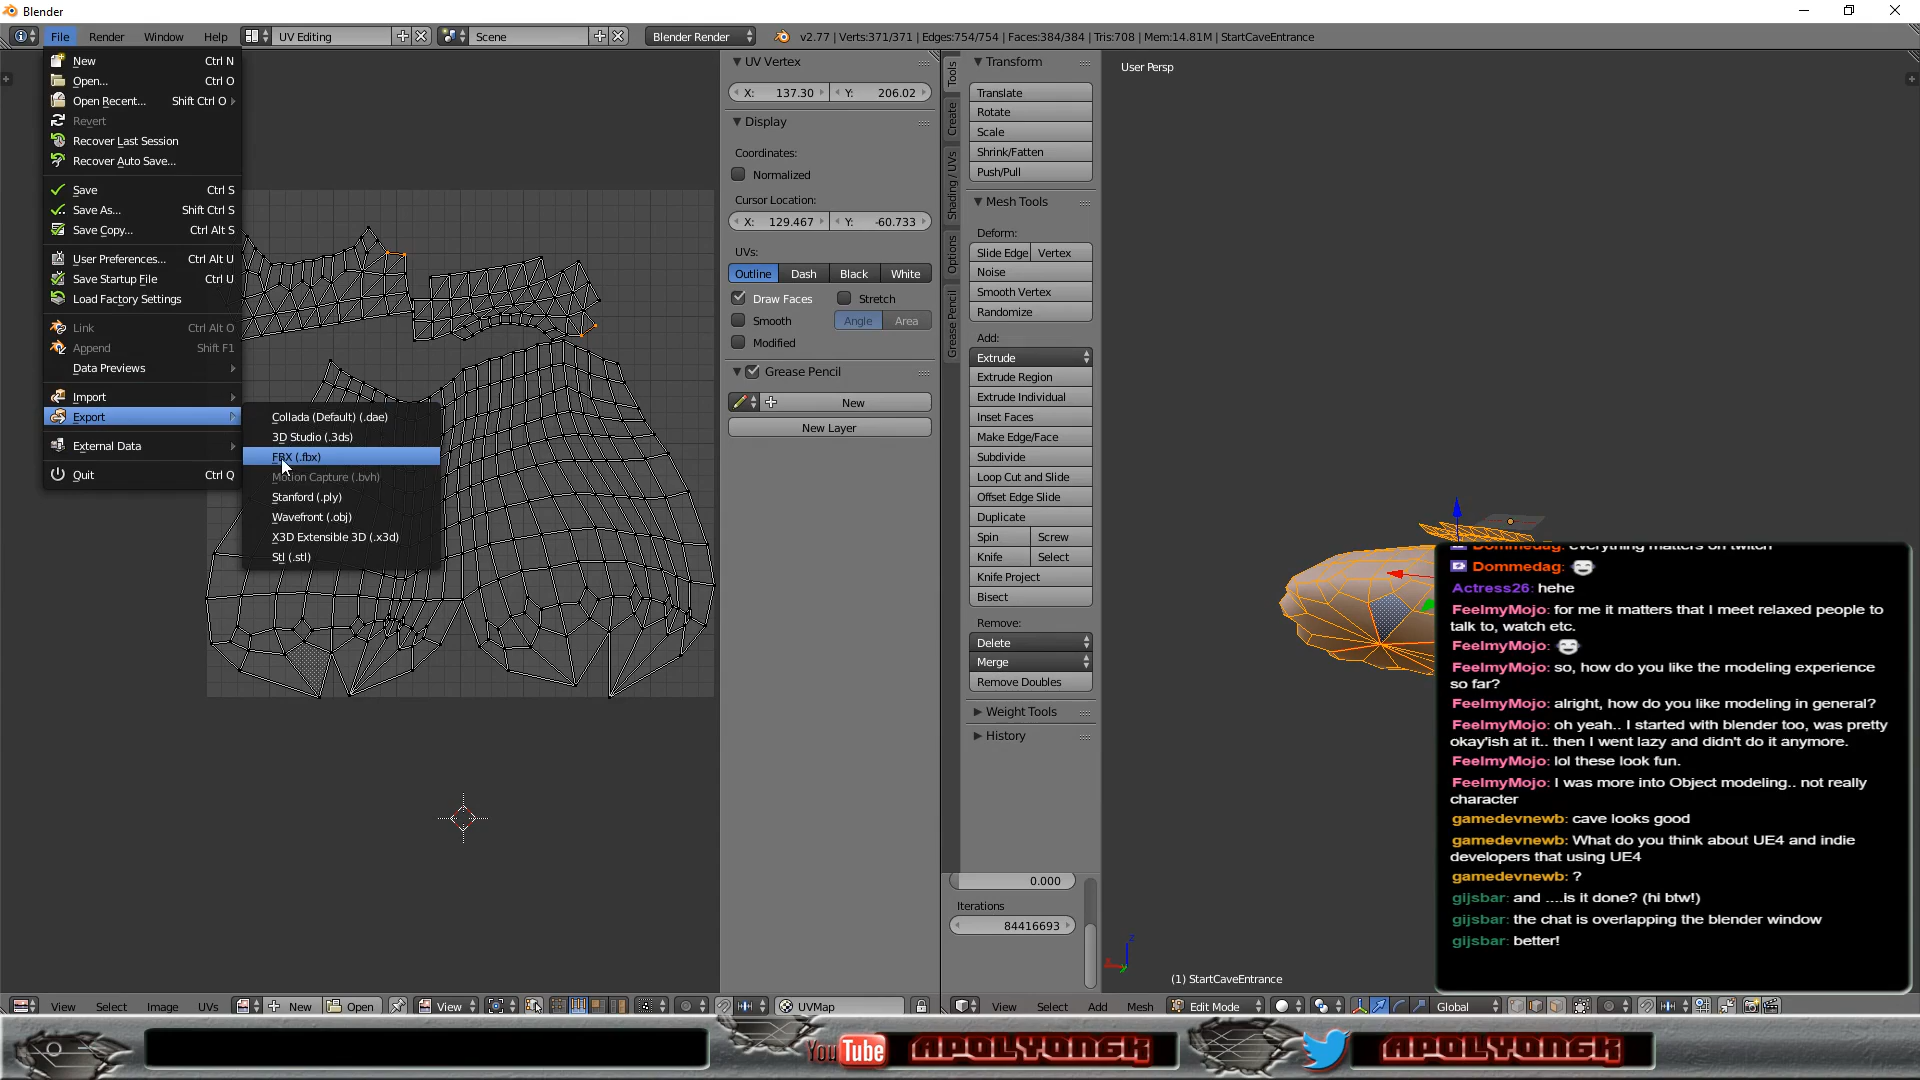 Blender
File Render Window Help UV Editing Scene Blender Render v2.77 | Verts:371/371 | Edges:754/754 | Faces:384/384 | Tris:708 | Mem:14.81M | StartCaveEntrance
New Ctrl N
Open... Ctrl O
Open Recent... Shift Ctrl O
Revert
Recover Last Session
Recover Auto Save...
Save Ctrl S
Save As... Shift Ctrl S
Save Copy... Ctrl Alt S
User Preferences... Ctrl Alt U
Save Startup File Ctrl U
Load Factory Settings
Link Ctrl Alt O
Append Shift F1
Data Previews
Import
Export
External Data
Quit Ctrl Q
Collada (Default) (.dae)
3D Studio (.3ds)
FBX (.fbx)
Motion Capture (.bvh)
Stanford (.ply)
Wavefront (.obj)
X3D Extensible 3D (.x3d)
Stl (.stl)
UV Vertex
X: 137.30 Y: 206.02
Display
Coordinates:
Normalized
Cursor Location:
X: 129.467 Y: -60.733
UVs:
Outline Dash Black White
Draw Faces Stretch
Smooth Angle Area
Modified
Grease Pencil
New
New Layer
Tools
Create
Shading / UVs
Options
Grease Pencil
Transform
Translate
Rotate
Scale
Shrink/Fatten
Push/Pull
Mesh Tools
Deform:
Slide Edge Vertex
Noise
Smooth Vertex
Randomize
Add:
Extrude
Extrude Region
Extrude Individual
Inset Faces
Make Edge/Face
Subdivide
Loop Cut and Slide
Offset Edge Slide
Duplicate
Spin Screw
Knife Select
Knife Project
Bisect
Remove:
Delete
Merge
Remove Doubles
Weight Tools
History
0.000
Iterations
84416693
User Persp
(1) StartCaveEntrance
Dommedag: everything matters on twitch
Dommedag:
Actress26: hehe
FeelmyMojo: for me it matters that I meet relaxed people to
talk to, watch etc.
FeelmyMojo:
FeelmyMojo: so, how do you like the modeling experience
so far?
FeelmyMojo: alright, how do you like modeling in general?
FeelmyMojo: oh yeah.. I started with blender too, was pretty
okay'ish at it.. then I went lazy and didn't do it anymore.
FeelmyMojo: lol these look fun.
FeelmyMojo: I was more into Object modeling.. not really
character
gamedevnewb: cave looks good
gamedevnewb: What do you think about UE4 and indie
developers that using UE4
gamedevnewb: ?
gijsbar: and ....is it done? (hi btw!)
gijsbar: the chat is overlapping the blender window
gijsbar: better!
View Select Image UVs New Open View UVMap
View Select Add Mesh Edit Mode Global
YouTube APOLYON6K APOLYON6K